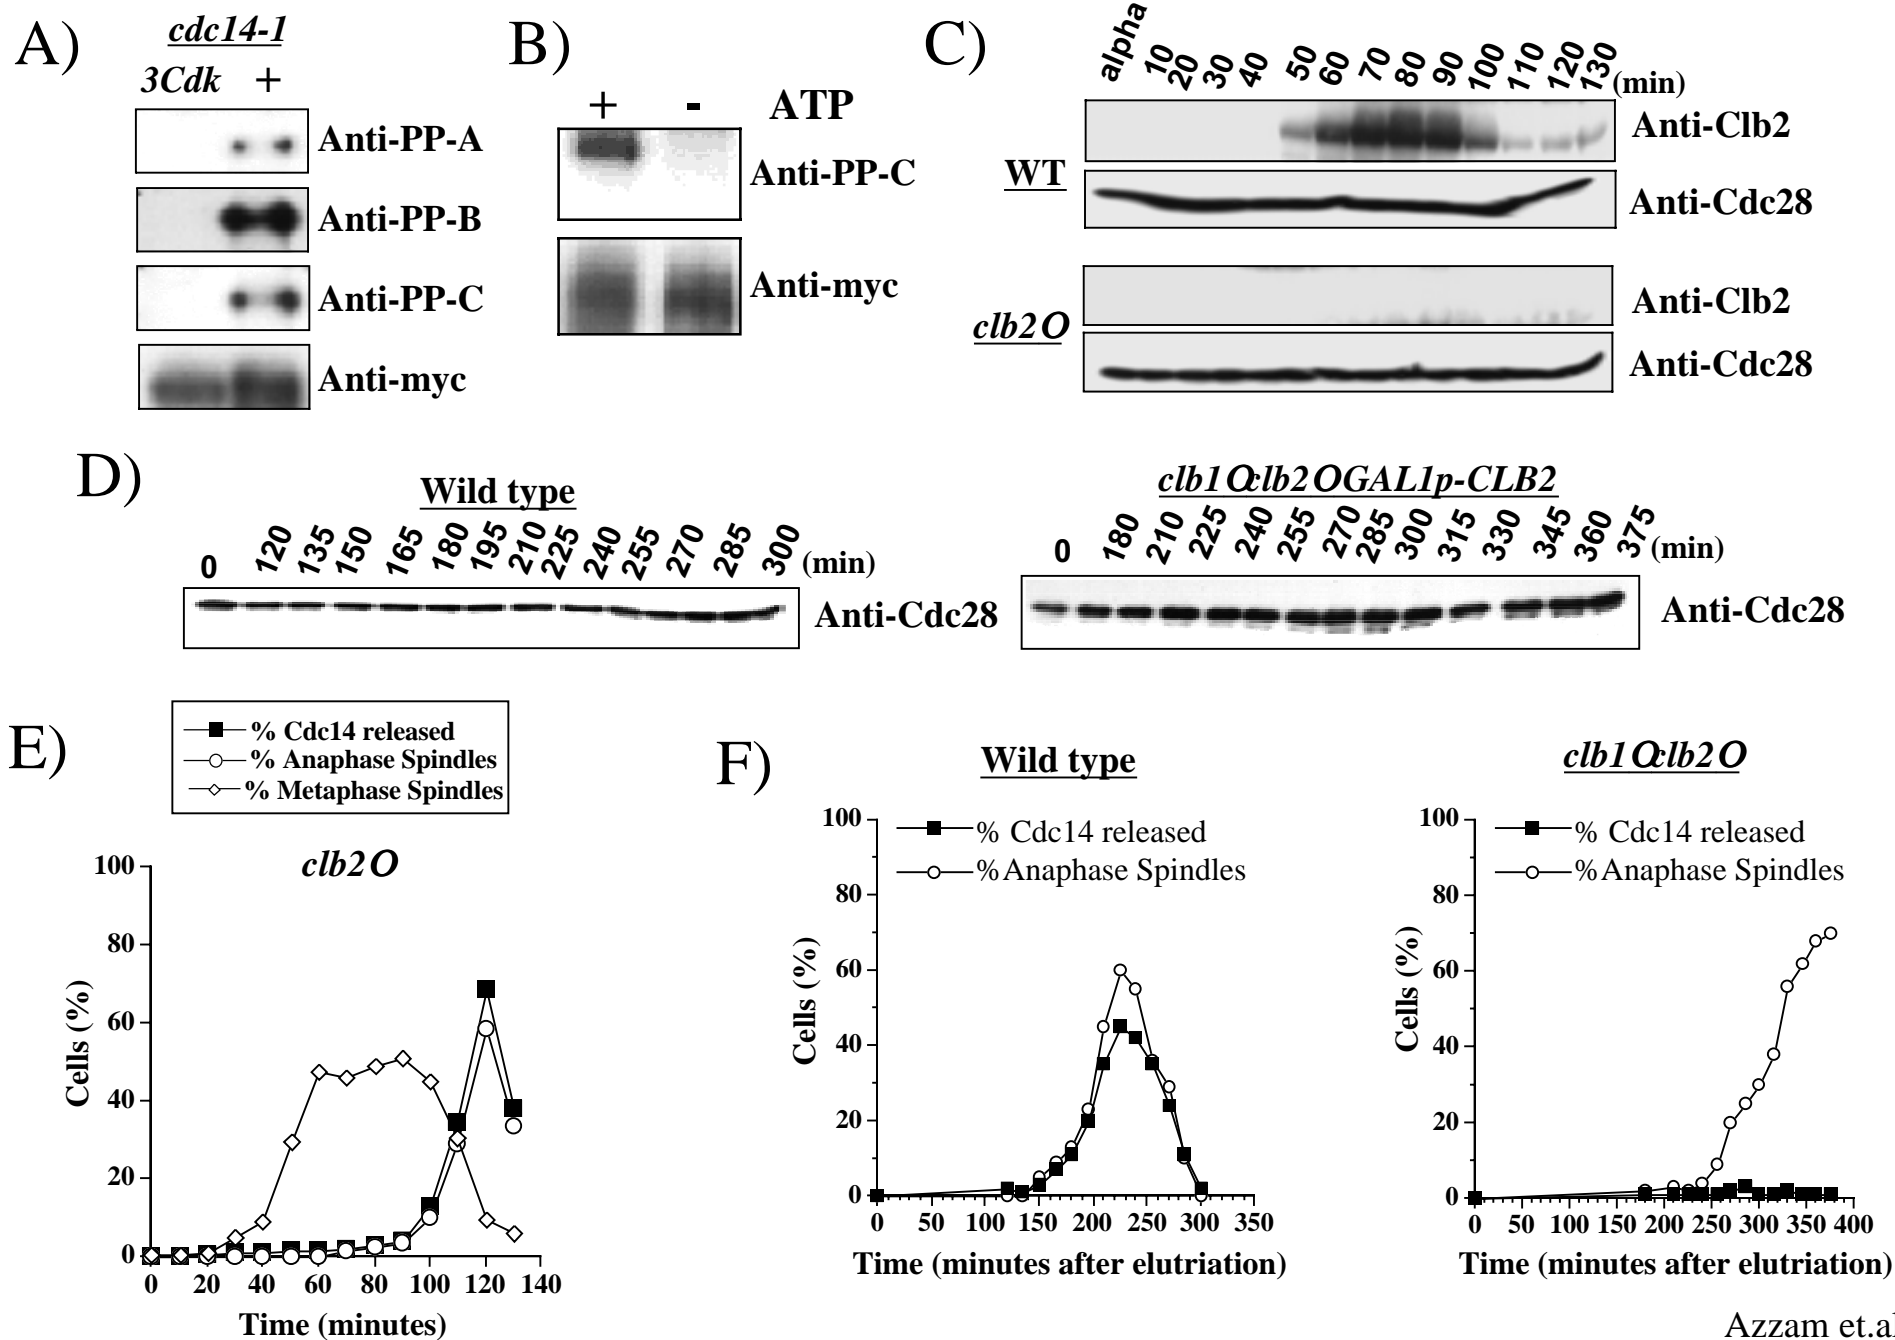 A)
cdc14-1
3Cdk +
Anti-PP-A
Anti-PP-B
Anti-PP-C
Anti-myc
B)
+ - ATP
Anti-PP-C
Anti-myc
C)
alpha 10 20 30 40 50 60 70 80 90 100 110 120 130 (min)
WT
Anti-Clb2
Anti-Cdc28
clb2O
Anti-Clb2
Anti-Cdc28
D)
Wild type
0 120 135 150 165 180 195 210 225 240 255 270 285 300 (min)
Anti-Cdc28
clb1Oclb2OGAL1p-CLB2
0 180 210 225 240 255 270 285 300 315 330 345 360 375 (min)
Anti-Cdc28
E)
% Cdc14 released
% Anaphase Spindles
% Metaphase Spindles
clb2O
Cells (%)
100
80
60
40
20
0
0 20 40 60 80 100 120 140
Time (minutes)
F)
Wild type
% Cdc14 released
% Anaphase Spindles
Cells (%)
100
80
60
40
20
0
0 50 100 150 200 250 300 350
Time (minutes after elutriation)
clb1Oclb2O
% Cdc14 released
% Anaphase Spindles
Cells (%)
100
80
60
40
20
0
0 50 100 150 200 250 300 350 400
Time (minutes after elutriation)
Azzam et.al